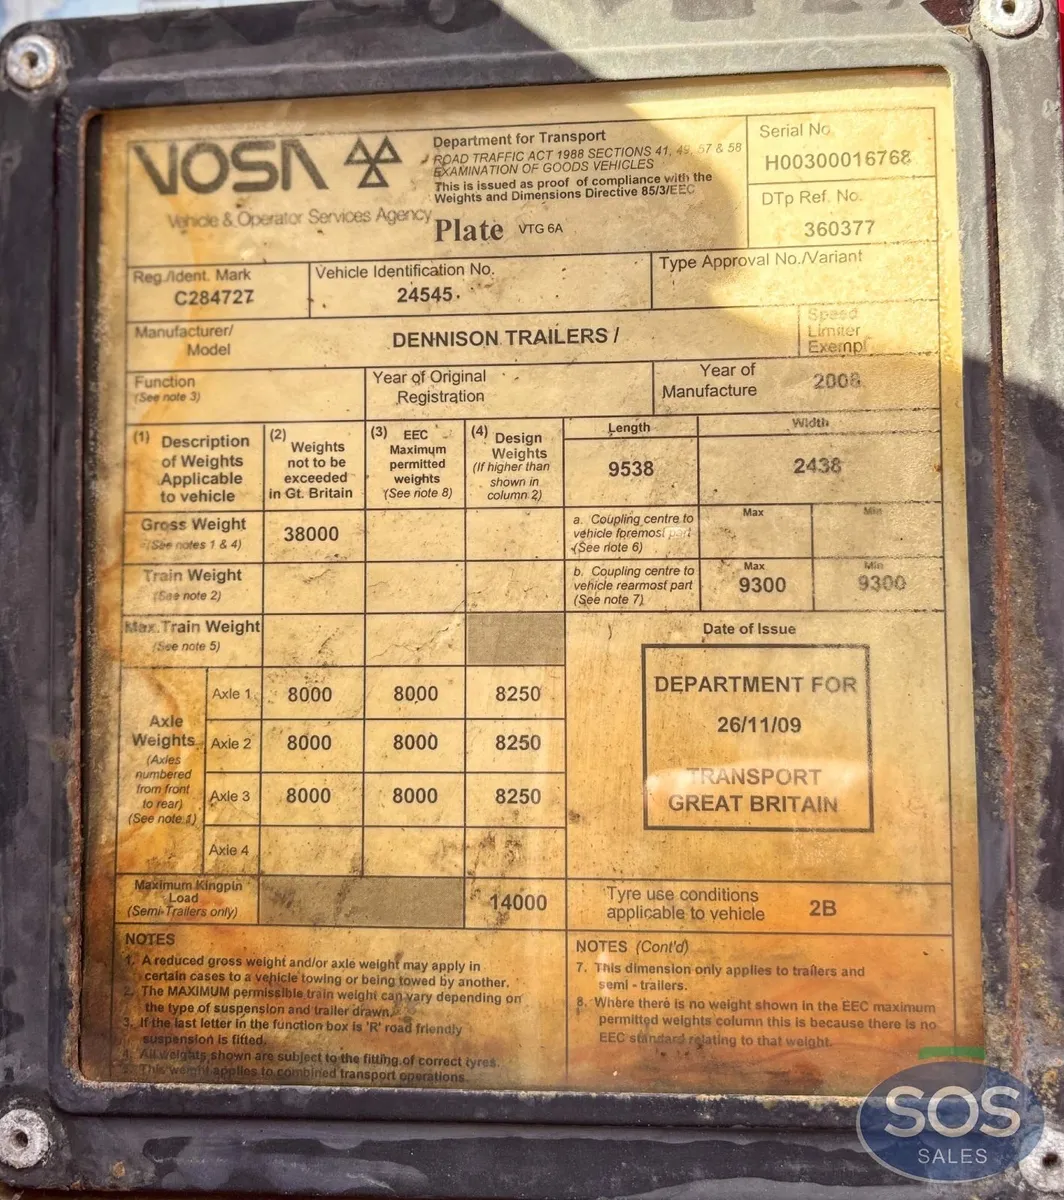 VOSA
Department for Transport
ROAD TRAFFIC ACT 1988 SECTIONS 41, 49, 57 & 58
EXAMINATION OF GOODS VEHICLES
This is issued as proof of compliance with the
Weights and Dimensions Directive 85/3/EEC
Vehicle & Operator Services Agency
Plate VTG 6A
Serial No.
H00300016768
DTp Ref. No.
360377
Reg./Ident. Mark
C284727
Vehicle Identification No.
24545
Type Approval No./Variant
Manufacturer/
Model
DENNISON TRAILERS /
Speed
Limiter
Exempt
Function
(See note 3)
Year of Original
Registration
Year of
Manufacture
2008
(1) Description
of Weights
Applicable
to vehicle
(2) Weights
not to be
exceeded
in Gt. Britain
(3) EEC
Maximum
permitted
weights
(See note 8)
(4) Design
Weights
(If higher than
shown in
column 2)
Length
9538
Width
2438
Gross Weight
(See notes 1 & 4)
38000
a. Coupling centre to
vehicle foremost part
(See note 6)
Max
Min
Train Weight
(See note 2)
b. Coupling centre to
vehicle rearmost part
(See note 7)
Max
9300
Min
9300
Max. Train Weight
(See note 5)
Date of Issue
DEPARTMENT FOR
26/11/09
TRANSPORT
GREAT BRITAIN
Axle
Weights
(Axles
numbered
from front
to rear)
(See note 1)
Axle 1 8000 8000 8250
Axle 2 8000 8000 8250
Axle 3 8000 8000 8250
Axle 4
Maximum Kingpin
Load
(Semi-Trailers only)
14000
Tyre use conditions
applicable to vehicle
2B
NOTES
1. A reduced gross weight and/or axle weight may apply in
certain cases to a vehicle towing or being towed by another.
2. The MAXIMUM permissible train weight can vary depending on
the type of suspension and trailer drawn.
3. If the last letter in the function box is 'R' road friendly
suspension is fitted.
4. All weights shown are subject to the fitting of correct tyres.
5. This weight applies to combined transport operations.
NOTES (Cont'd)
7. This dimension only applies to trailers and
semi - trailers.
8. Where there is no weight shown in the EEC maximum
permitted weights column this is because there is no
EEC standard relating to that weight.
SOS
SALES